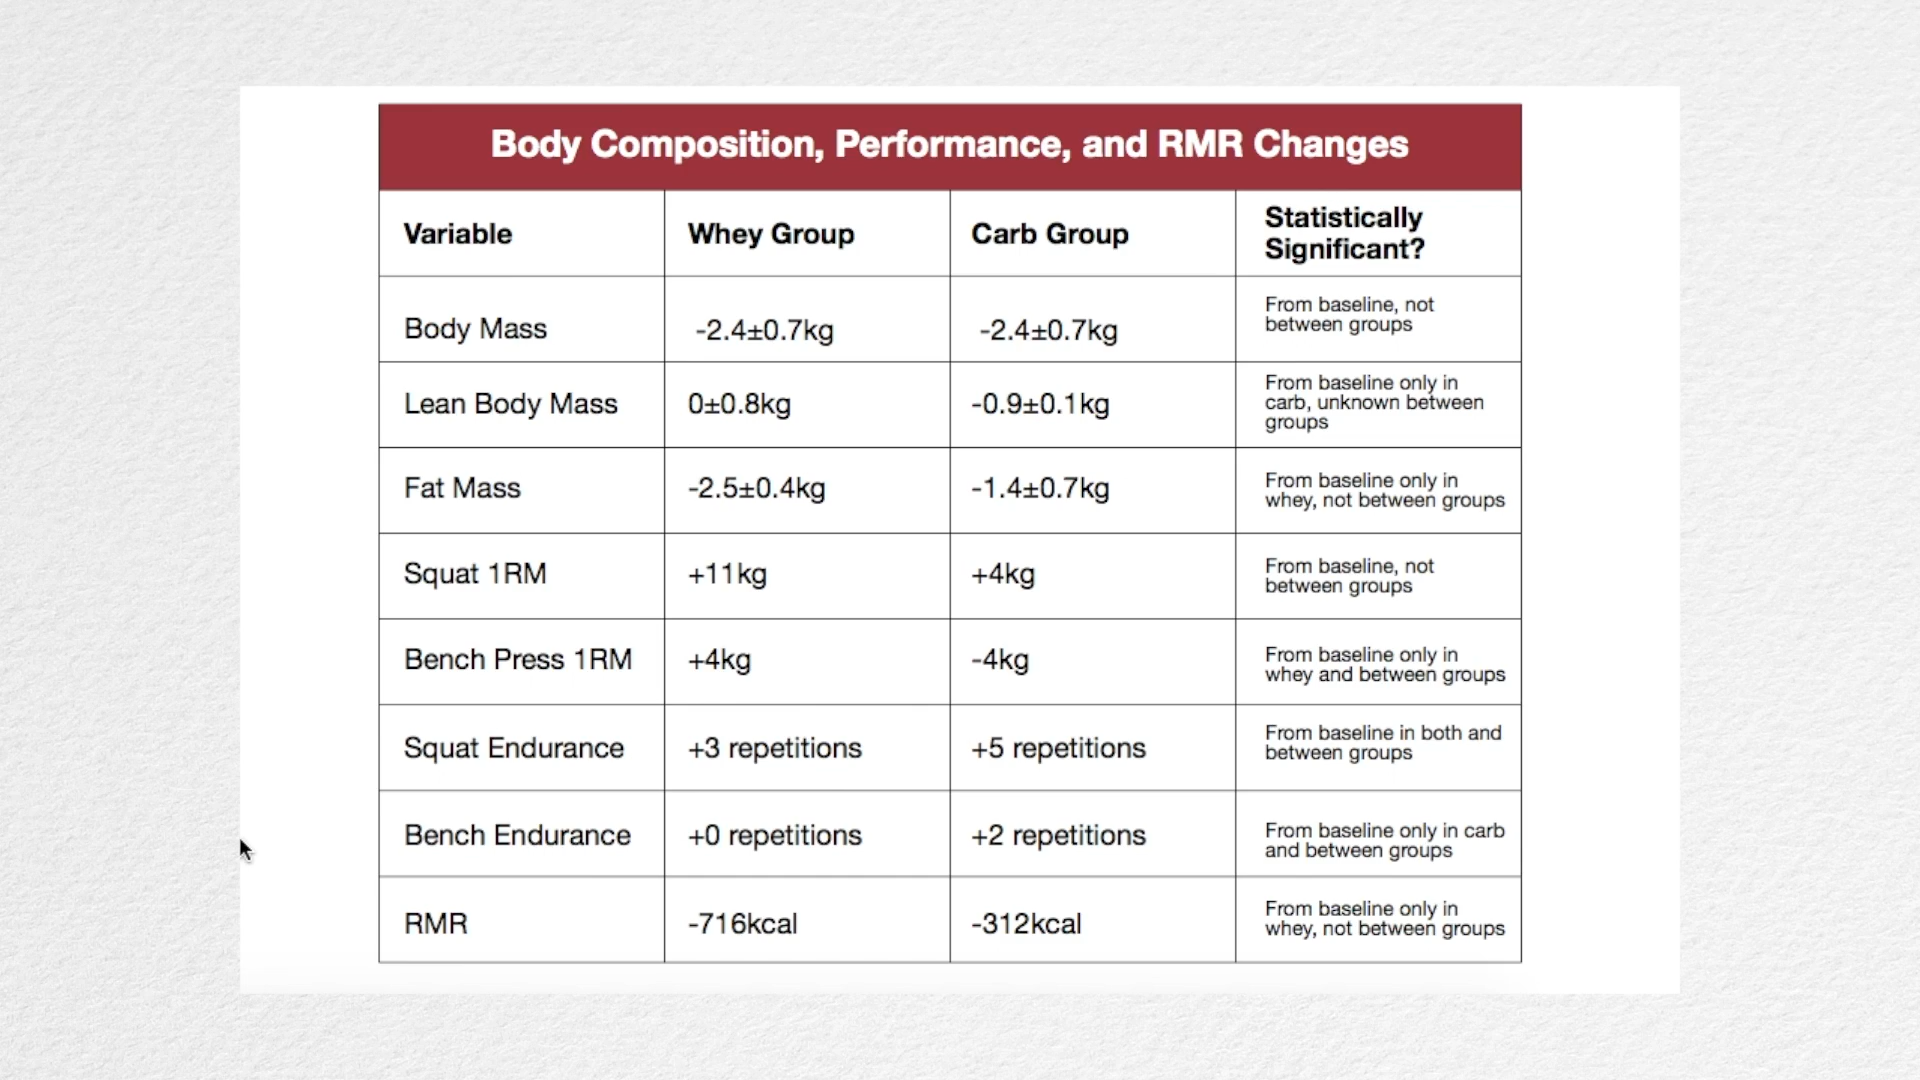 Body Composition, Performance, and RMR Changes
Variable
Whey Group
Carb Group
Statistically
Significant?
Body Mass
-2.4±0.7kg
-2.4±0.7kg
From baseline, not
between groups
Lean Body Mass
0±0.8kg
-0.9±0.1kg
From baseline only in
carb, unknown between
groups
Fat Mass
-2.5±0.4kg
-1.4±0.7kg
From baseline only in
whey, not between groups
Squat 1RM
+11kg
+4kg
From baseline, not
between groups
Bench Press 1RM
+4kg
-4kg
From baseline only in
whey and between groups
Squat Endurance
+3 repetitions
+5 repetitions
From baseline in both and
between groups
Bench Endurance
+0 repetitions
+2 repetitions
From baseline only in carb
and between groups
RMR
-716kcal
-312kcal
From baseline only in
whey, not between groups